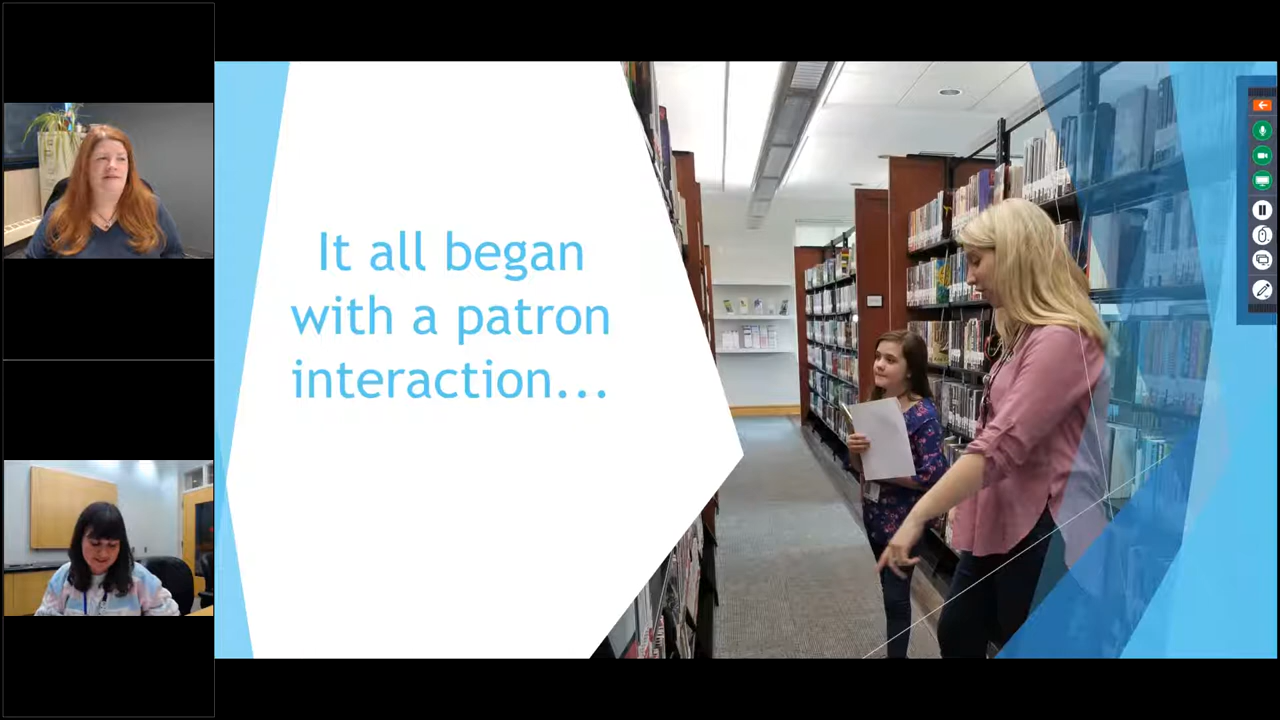 It all began
with a patron
interaction...